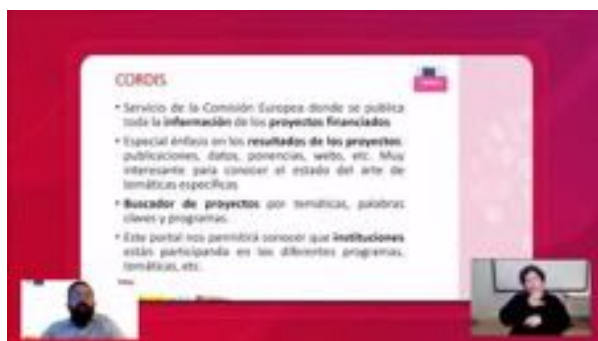 CORDIS
• Servicio de la Comisión Europea donde se publica
toda la información de los proyectos financiados
• Especial énfasis en los resultados de los proyectos:
publicaciones, datos, ponencias, webs, etc. Muy
interesante para conocer el estado del arte de
temáticas específicas
• Buscador de proyectos por temáticas, palabras
claves y programas.
• Este portal nos permitirá conocer que instituciones
están participando en los diferentes programas,
temáticas, etc.